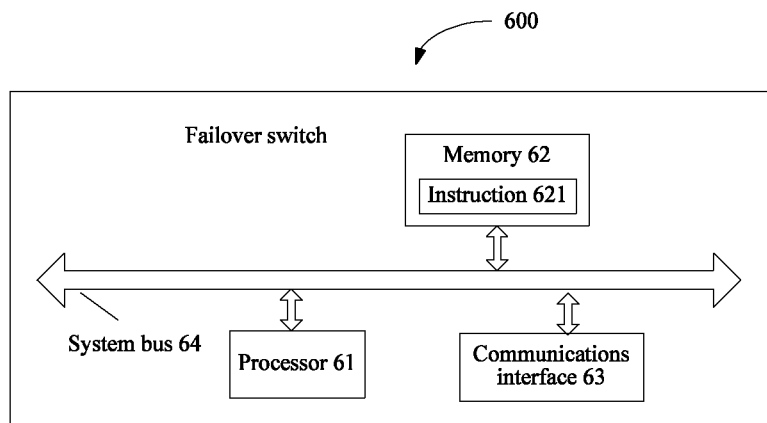 600
Failover switch
Memory 62
Instruction 621
System bus 64
Processor 61
Communications
interface 63